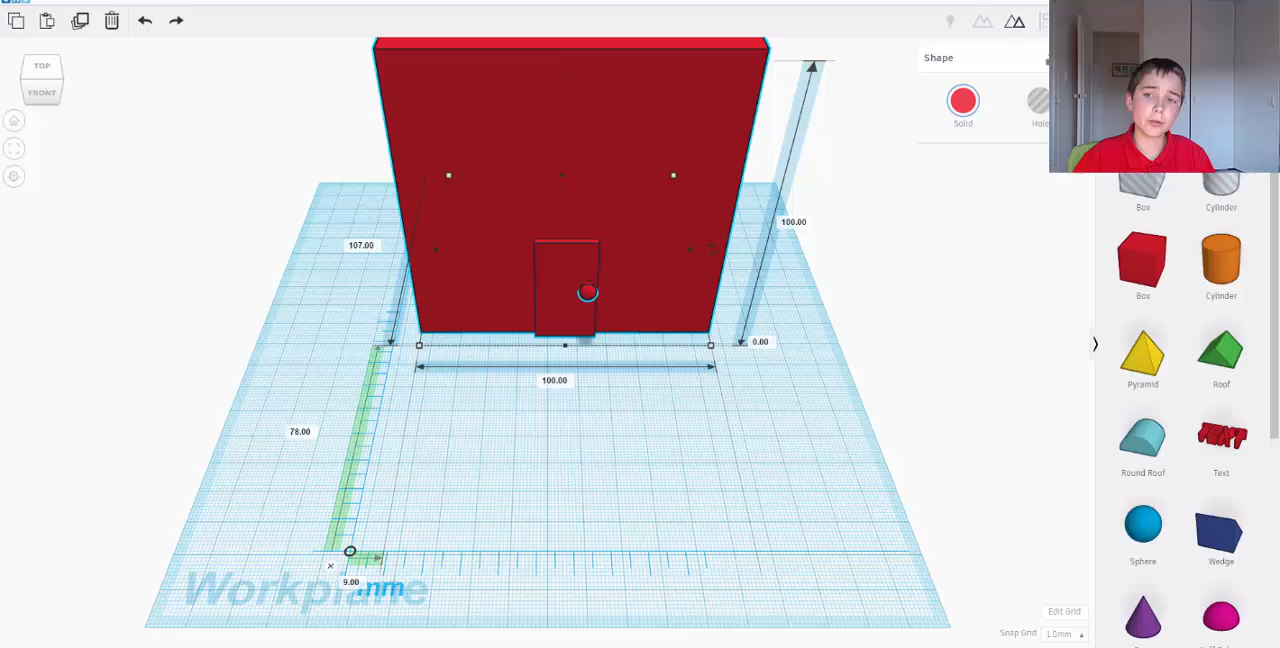 TOP
FRONT
Shape
Solid
Hole
Box
Cylinder
107.00
100.00
Box
Cylinder
0.00
100.00
Pyramid
Roof
78.00
TEXT
Round Roof
Text
Sphere
Wedge
9.00
Workplane
mm
Edit Grid
Snap Grid
1.0mm